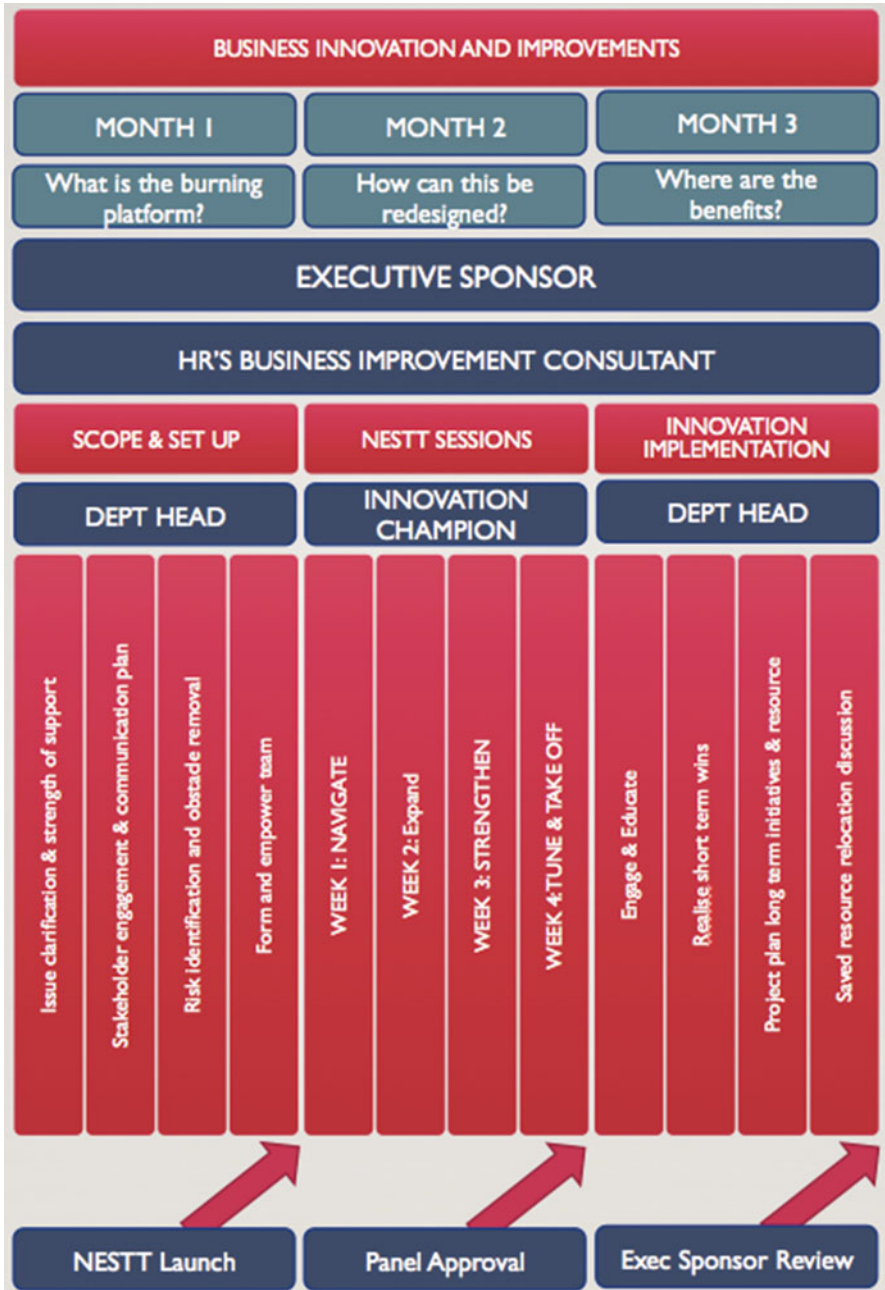 BUSINESS INNOVATION AND IMPROVEMENTS
MONTH 1
MONTH 2
MONTH 3
What is the burning
platform?
How can this be
redesigned?
Where are the
benefits?
EXECUTIVE SPONSOR
HR'S BUSINESS IMPROVEMENT CONSULTANT
SCOPE & SET UP
NESTT SESSIONS
INNOVATION
IMPLEMENTATION
DEPT HEAD
INNOVATION
CHAMPION
DEPT HEAD
Issue clarification & strength of support
Stakeholder engagement & communication plan
Risk identification and obstacle removal
Form and empower team
WEEK 1: NAVIGATE
WEEK 2: Expand
WEEK 3: STRENGTHEN
WEEK 4: TUNE & TAKE OFF
Engage & Educate
Realise short term wins
Project plan long term initiatives & resource
Saved resource relocation discussion
NESTT Launch
Panel Approval
Exec Sponsor Review